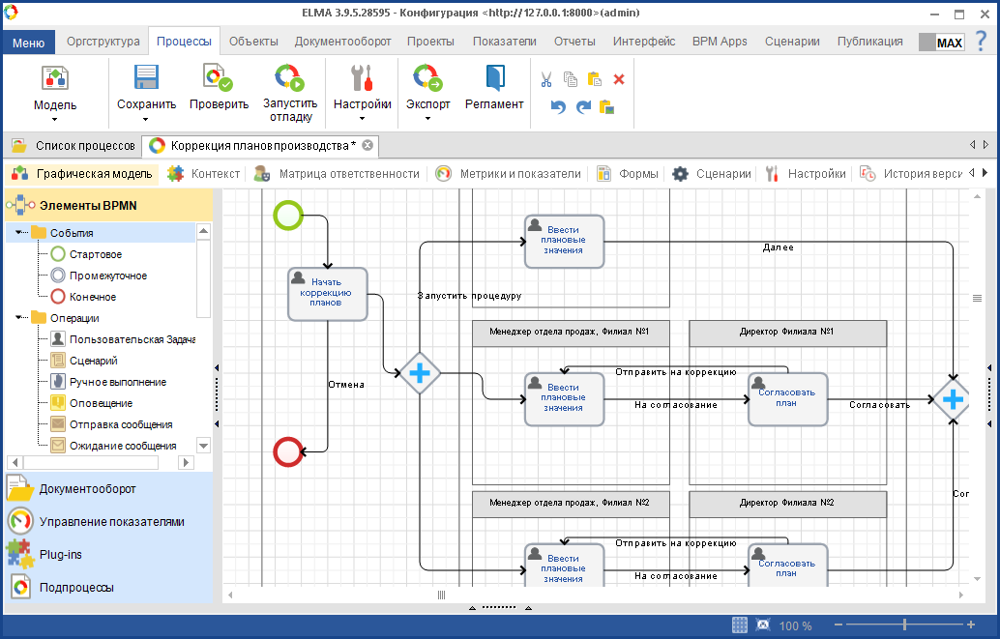 ELMA 3.9.5.28595 - Конфигурация <http://127.0.0.1:8000>(admin)
Меню Оргструктура Процессы Объекты Документооборот Проекты Показатели Отчеты Интерфейс BPM Apps Сценарии Публикация MAX ?
Модель Сохранить Проверить Запустить отладку Настройки Экспорт Регламент
Список процессов Коррекция планов производства*
Графическая модель Контекст Матрица ответственности Метрики и показатели Формы Сценарии Настройки История верси
Элементы BPMN
События
Стартовое
Промежуточное
Конечное
Операции
Пользовательская Задача
Сценарий
Ручное выполнение
Оповещение
Отправка сообщения
Ожидание сообщения
Документооборот
Управление показателями
Plug-ins
Подпроцессы
Ввести
плановые
значения
Далее
Начать
коррекцию
планов
Запустить процедуру
Отмена
Менеджер отдела продаж, Филиал №1
Директор Филиала №1
Отправить на коррекцию
Ввести
плановые
значения
На согласование
Согласовать
план
Согласовать
Сог
Менеджер отдела продаж, Филиал №2
Директор Филиала №2
Отправить на коррекцию
Ввести
плановые
значения
На согласование
Согласовать
план
100 %